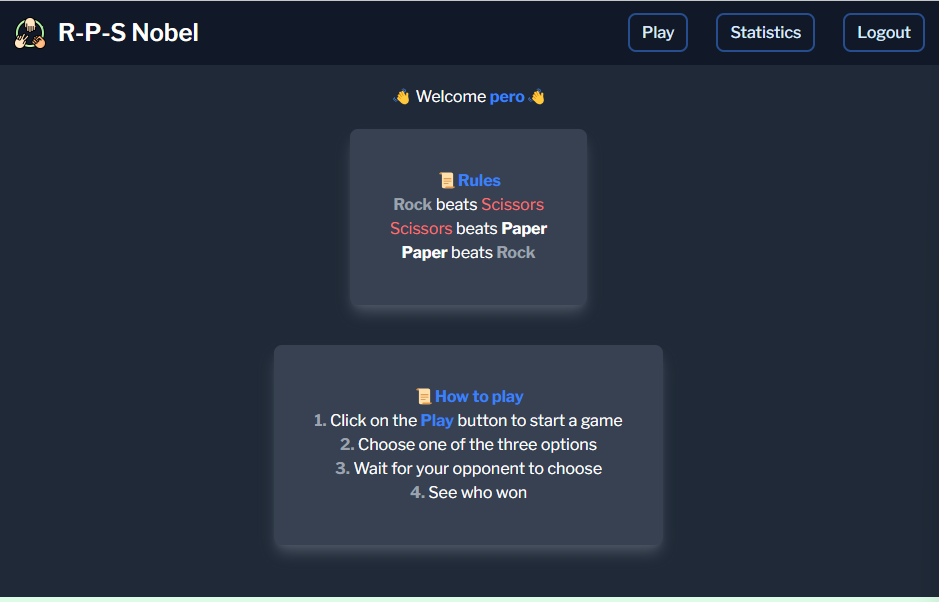 R-P-S Nobel
Play
Statistics
Logout
👋 Welcome pero 👋
📜 Rules
Rock beats Scissors
Scissors beats Paper
Paper beats Rock
📜 How to play
1. Click on the Play button to start a game
2. Choose one of the three options
3. Wait for your opponent to choose
4. See who won